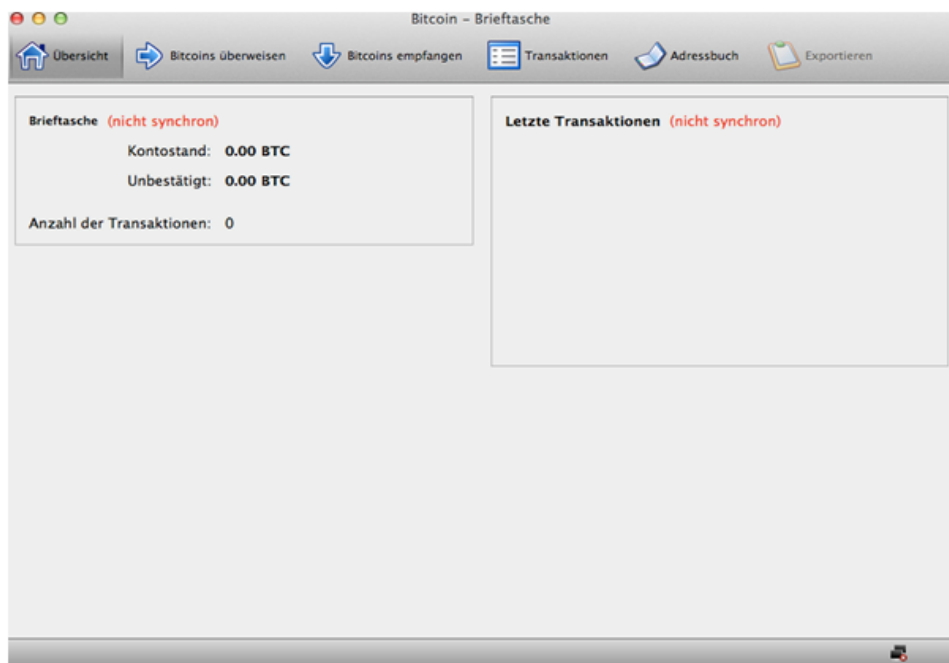 Bitcoin – Brieftasche
Übersicht Bitcoins überweisen Bitcoins empfangen Transaktionen Adressbuch Exportieren
Brieftasche (nicht synchron)
Kontostand: 0.00 BTC
Unbestätigt: 0.00 BTC
Anzahl der Transaktionen: 0
Letzte Transaktionen (nicht synchron)